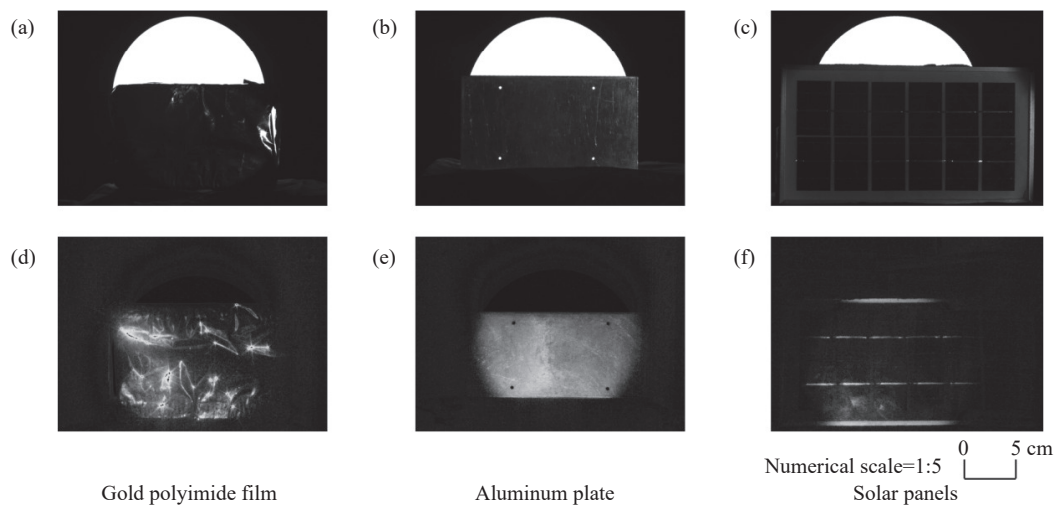 (a)
(b)
(c)
(d)
(e)
(f)
0 5 cm
Numerical scale=1:5
Gold polyimide film
Aluminum plate
Solar panels